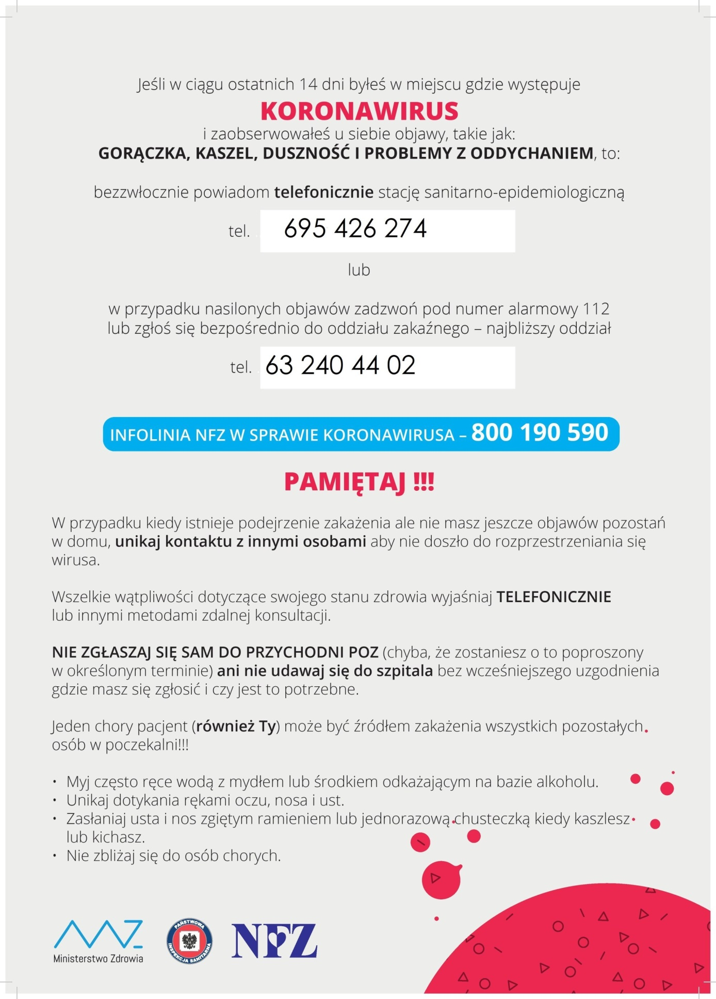 Jeśli w ciągu ostatnich 14 dni byłeś w miejscu gdzie występuje
KORONAWIRUS
i zaobserwowałeś u siebie objawy, takie jak:
GORĄCZKA, KASZEL, DUSZNOŚĆ I PROBLEMY Z ODDYCHANIEM, to:
bezzwłocznie powiadom telefonicznie stację sanitarno-epidemiologiczną
tel. 695 426 274
lub
w przypadku nasilonych objawów zadzwoń pod numer alarmowy 112
lub zgłoś się bezpośrednio do oddziału zakaźnego – najbliższy oddział
tel. 63 240 44 02
INFOLINIA NFZ W SPRAWIE KORONAWIRUSA – 800 190 590
PAMIĘTAJ !!!
W przypadku kiedy istnieje podejrzenie zakażenia ale nie masz jeszcze objawów pozostań
w domu, unikaj kontaktu z innymi osobami aby nie doszło do rozprzestrzeniania się
wirusa.
Wszelkie wątpliwości dotyczące swojego stanu zdrowia wyjaśniaj TELEFONICZNIE
lub innymi metodami zdalnej konsultacji.
NIE ZGŁASZAJ SIĘ SAM DO PRZYCHODNI POZ (chyba, że zostaniesz o to poproszony
w określonym terminie) ani nie udawaj się do szpitala bez wcześniejszego uzgodnienia
gdzie masz się zgłosić i czy jest to potrzebne.
Jeden chory pacjent (również Ty) może być źródłem zakażenia wszystkich pozostałych
osób w poczekalni!!!
• Myj często ręce wodą z mydłem lub środkiem odkażającym na bazie alkoholu.
• Unikaj dotykania rękami oczu, nosa i ust.
• Zasłaniaj usta i nos zgiętym ramieniem lub jednorazową chusteczką kiedy kaszlesz
lub kichasz.
• Nie zbliżaj się do osób chorych.
MZ
Ministerstwo Zdrowia
PAŃSTWOWA
INSPEKCJA SANITARNA
NFZ